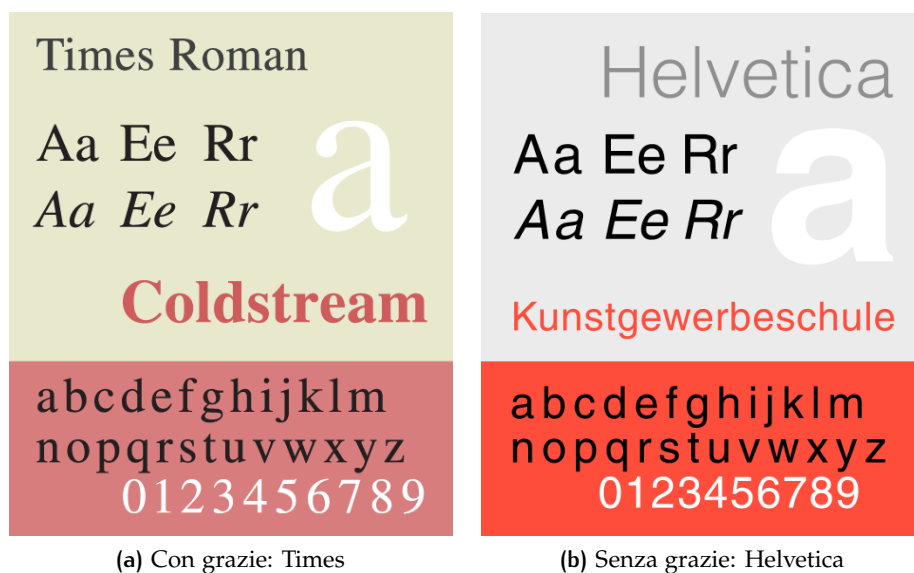 Times Roman
Aa Ee Rr
a
Aa Ee Rr
Coldstream
abcdefghijklm
nopqrstuvwxyz
0123456789
(a) Con grazie: Times
Helvetica
Aa Ee Rr
a
Aa Ee Rr
Kunstgewerbeschule
abcdefghijklm
nopqrstuvwxyz
0123456789
(b) Senza grazie: Helvetica